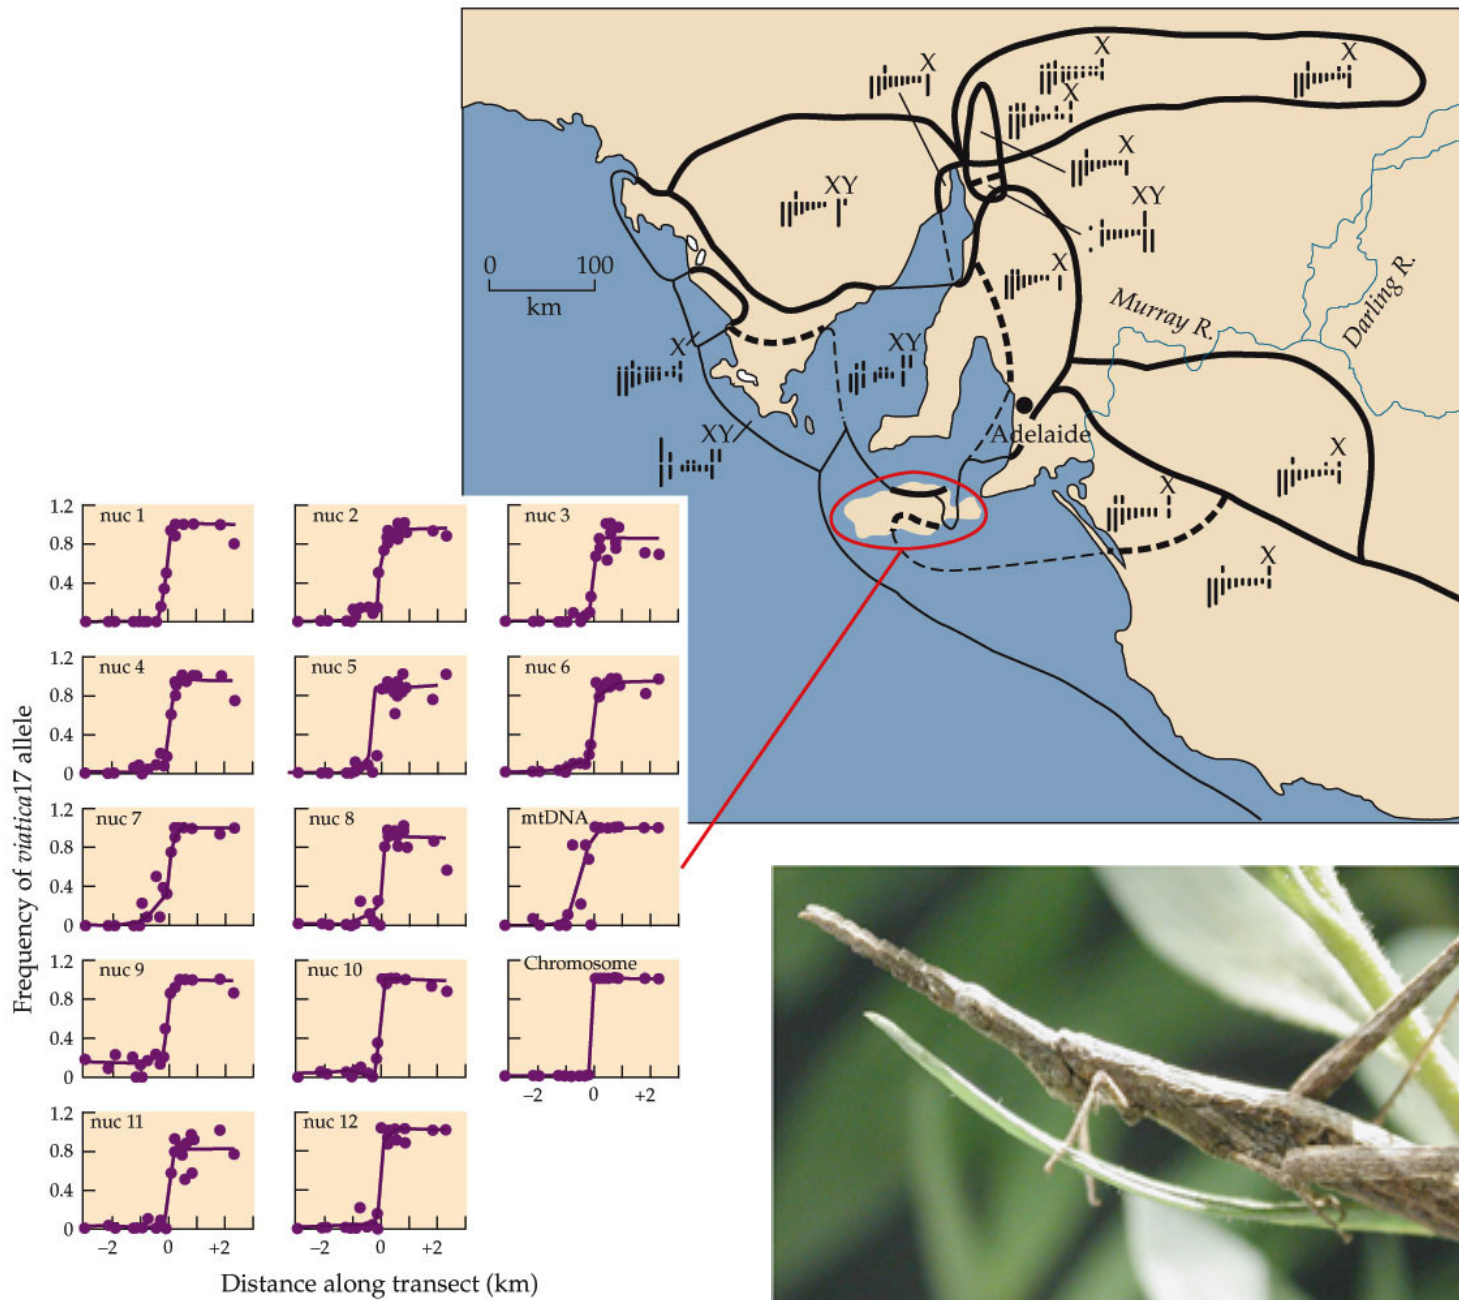 X
X
X
X
X
X
XY
XY
X
0 100
km
Murray R.
Darling R.
X
XY
XY
Adelaide
X
X
X
Frequency of viatica17 allele
nuc 1
nuc 2
nuc 3
1.2
0.8
0.4
0
nuc 4
nuc 5
nuc 6
1.2
0.8
0.4
0
nuc 7
nuc 8
mtDNA
1.2
0.8
0.4
0
nuc 9
nuc 10
Chromosome
1.2
0.8
0.4
0
–2 0 +2
nuc 11
nuc 12
1.2
0.8
0.4
0
–2 0 +2
–2 0 +2
Distance along transect (km)